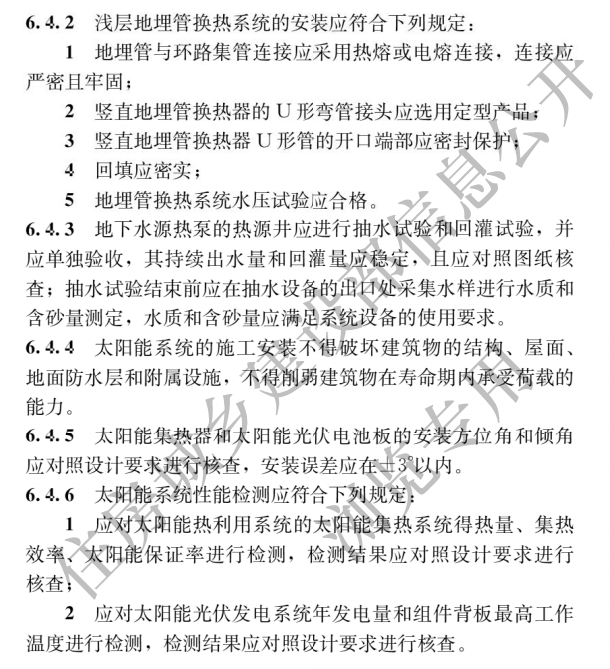 6.4.2 浅层地埋管换热系统的安装应符合下列规定：
1 地埋管与环路集管连接应采用热熔或电熔连接，连接应
严密且牢固；
2 竖直地埋管换热器的 U 形弯管接头应选用定型产品；
3 竖直地埋管换热器 U 形管的开口端部应密封保护；
4 回填应密实；
5 地埋管换热系统水压试验应合格。
6.4.3 地下水源热泵的热源井应进行抽水试验和回灌试验，并
应单独验收，其持续出水量和回灌量应稳定，且应对照图纸核
查；抽水试验结束前应在抽水设备的出口处采集水样进行水质和
含砂量测定，水质和含砂量应满足系统设备的使用要求。
6.4.4 太阳能系统的施工安装不得破坏建筑物的结构、屋面、
地面防水层和附属设施，不得削弱建筑物在寿命期内承受荷载的
能力。
6.4.5 太阳能集热器和太阳能光伏电池板的安装方位角和倾角
应对照设计要求进行核查，安装误差应在±3°以内。
6.4.6 太阳能系统性能检测应符合下列规定：
1 应对太阳能热利用系统的太阳能集热系统得热量、集热
效率、太阳能保证率进行检测，检测结果应对照设计要求进行
核查；
2 应对太阳能光伏发电系统年发电量和组件背板最高工作
温度进行检测，检测结果应对照设计要求进行核查。
住房城乡建设部信息公开
浏览专用